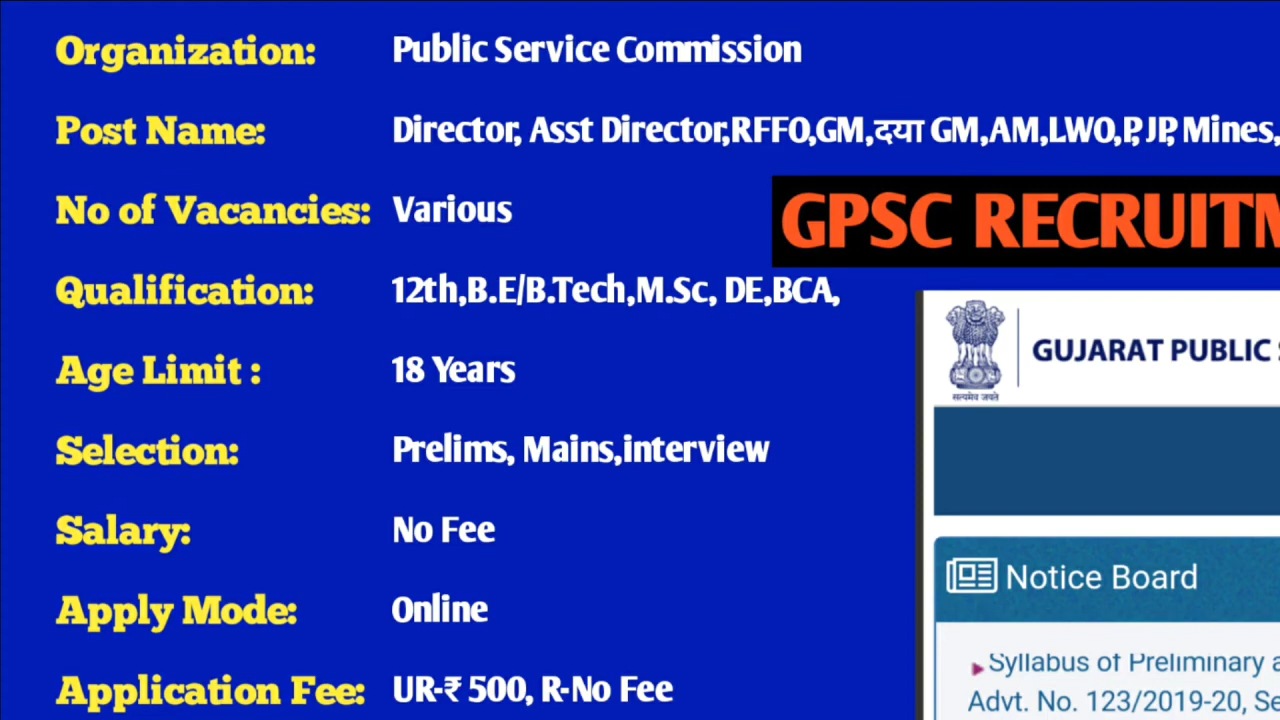 Organization: Public Service Commission
Post Name: Director, Asst Director,RFFO,GM,दया GM,AM,LWO,P,JP, Mines,
No of Vacancies: Various
GPSC RECRUITM
Qualification: 12th,B.E/B.Tech,M.Sc, DE,BCA,
सत्यमेव जयते
GUJARAT PUBLIC S
Age Limit : 18 Years
Selection: Prelims, Mains,interview
Salary: No Fee
Notice Board
Apply Mode: Online
Syllabus of Preliminary a
Advt. No. 123/2019-20, Se
Application Fee: UR-₹ 500, R-No Fee